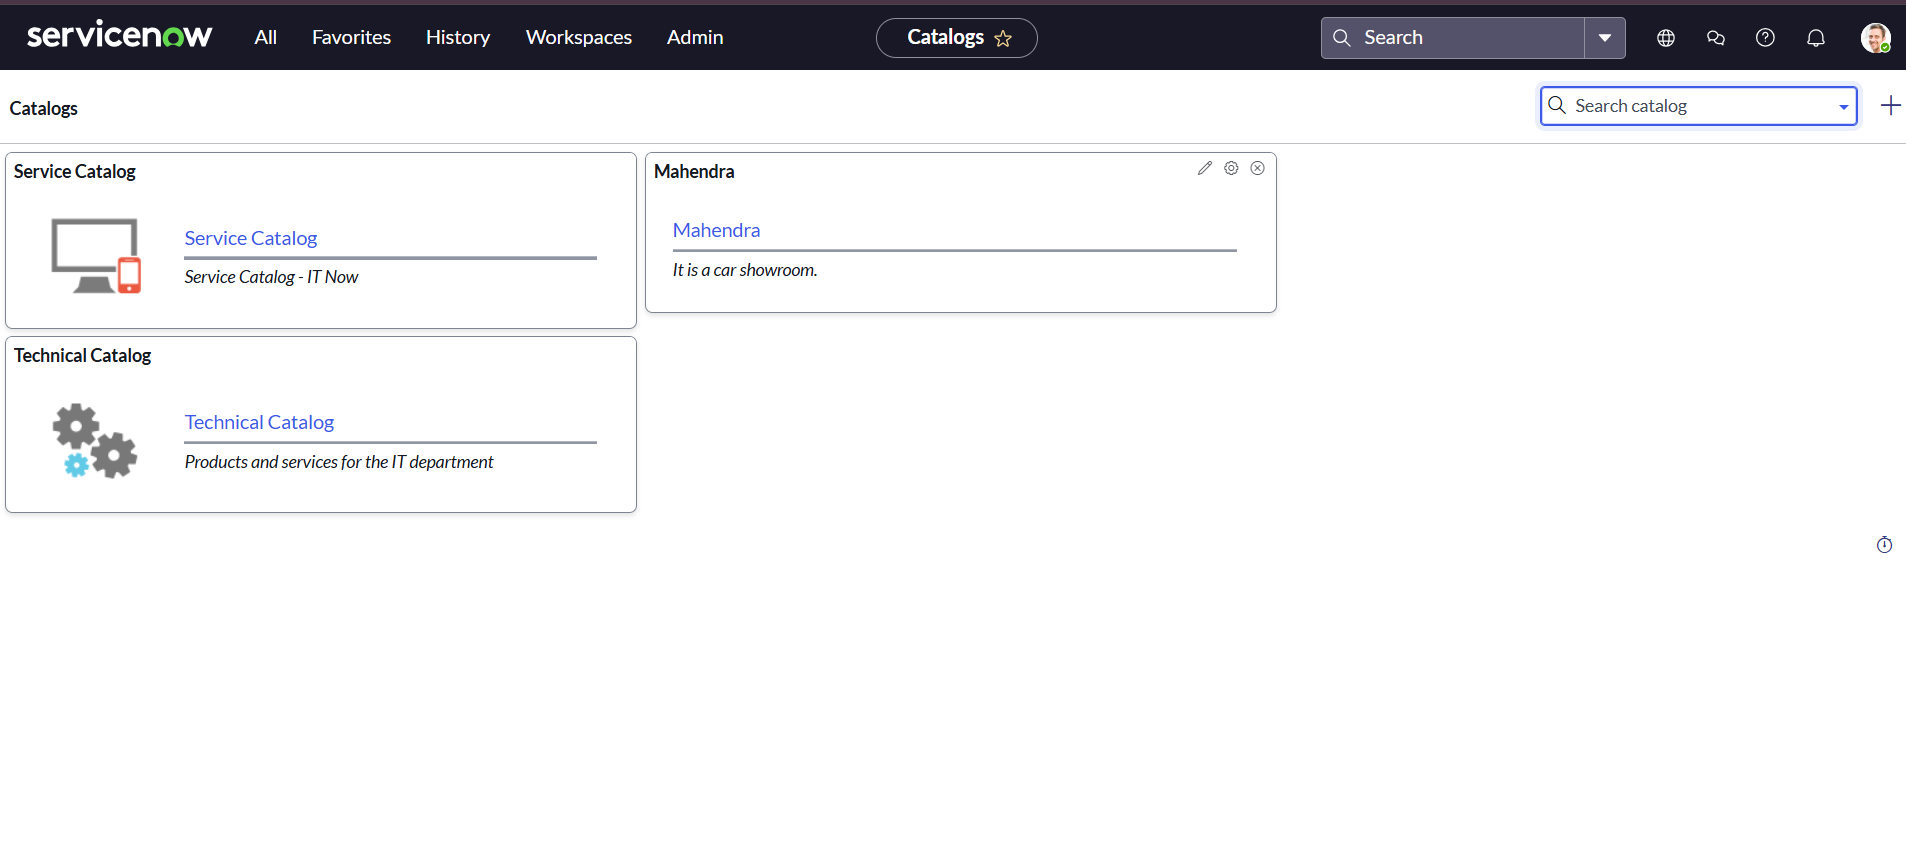 servicenow All Favorites History Workspaces Admin Catalogs Search
Catalogs Search catalog
Service Catalog
Service Catalog
Service Catalog - IT Now
Mahendra
Mahendra
It is a car showroom.
Technical Catalog
Technical Catalog
Products and services for the IT department